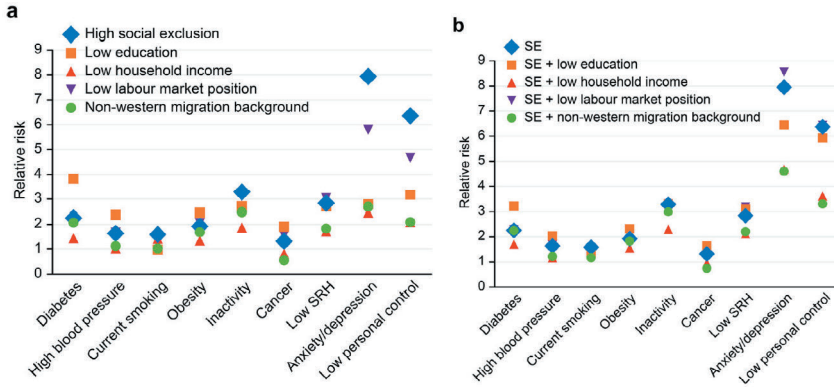 a
High social exclusion
Low education
Low household income
Low labour market position
Non-western migration background
9
8
7
6
5
4
3
2
1
0
Relative risk
Diabetes
High blood pressure
Current smoking
Obesity
Inactivity
Cancer
Low SRH
Anxiety/depression
Low personal control
b
SE
SE + low education
SE + low household income
SE + low labour market position
SE + non-western migration background
9
8
7
6
5
4
3
2
1
0
Relative risk
Diabetes
High blood pressure
Current smoking
Obesity
Inactivity
Cancer
Low SRH
Anxiety/depression
Low personal control